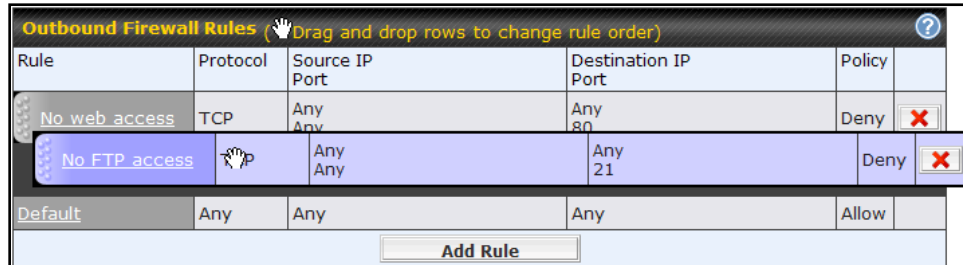 Outbound Firewall Rules (Drag and drop rows to change rule order) ?
Rule Protocol Source IP Port Destination IP Port Policy
No web access TCP Any Any Any 80 Deny
No FTP access Any Any Any 21 Deny
Default Any Any Any Allow
Add Rule